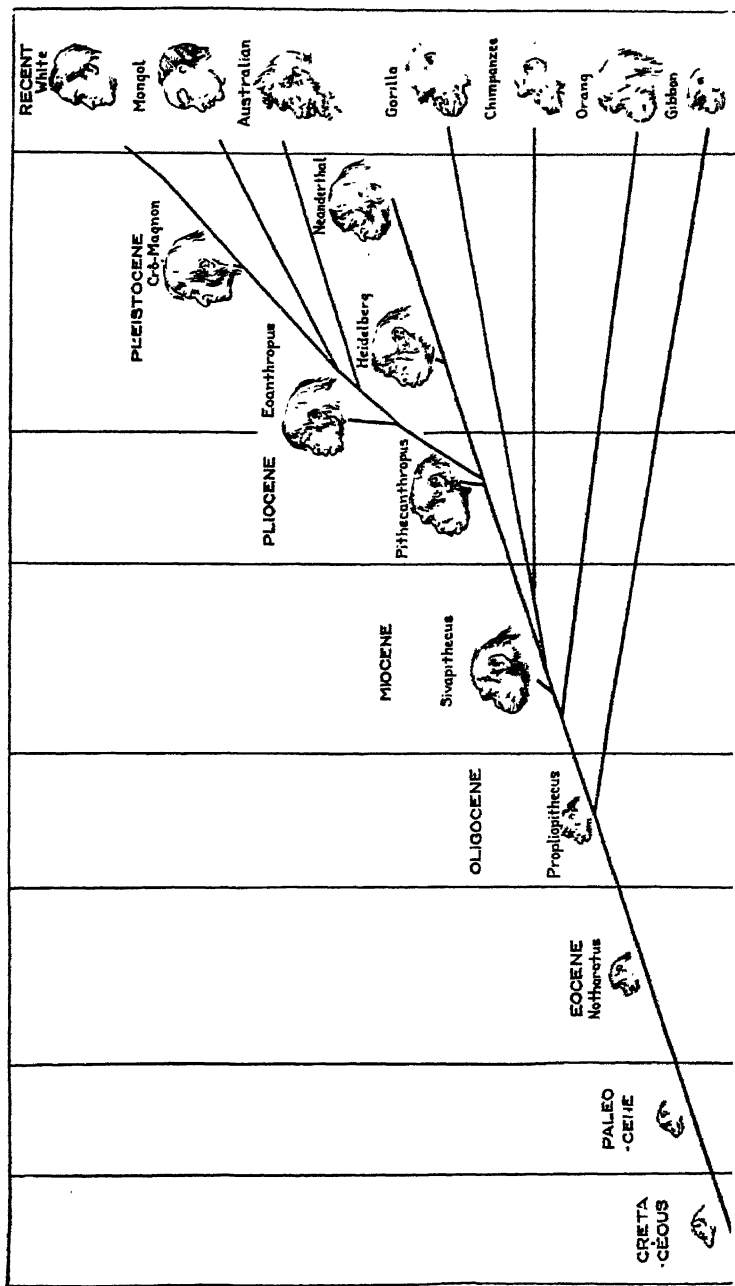 RECENT
White
Mongol
Australian
Gorilla
Chimpanzee
Orang
Gibbon
PLEISTOCENE
Crô-Magnon
Neanderthal
Heidelberg
Eoanthropus
PLIOCENE
Pithecanthropus
MIOCENE
Sivapithecus
OLIGOCENE
Propliopithecus
EOCENE
Notharctus
PALEO
-CENE
CRETA
-CEOUS